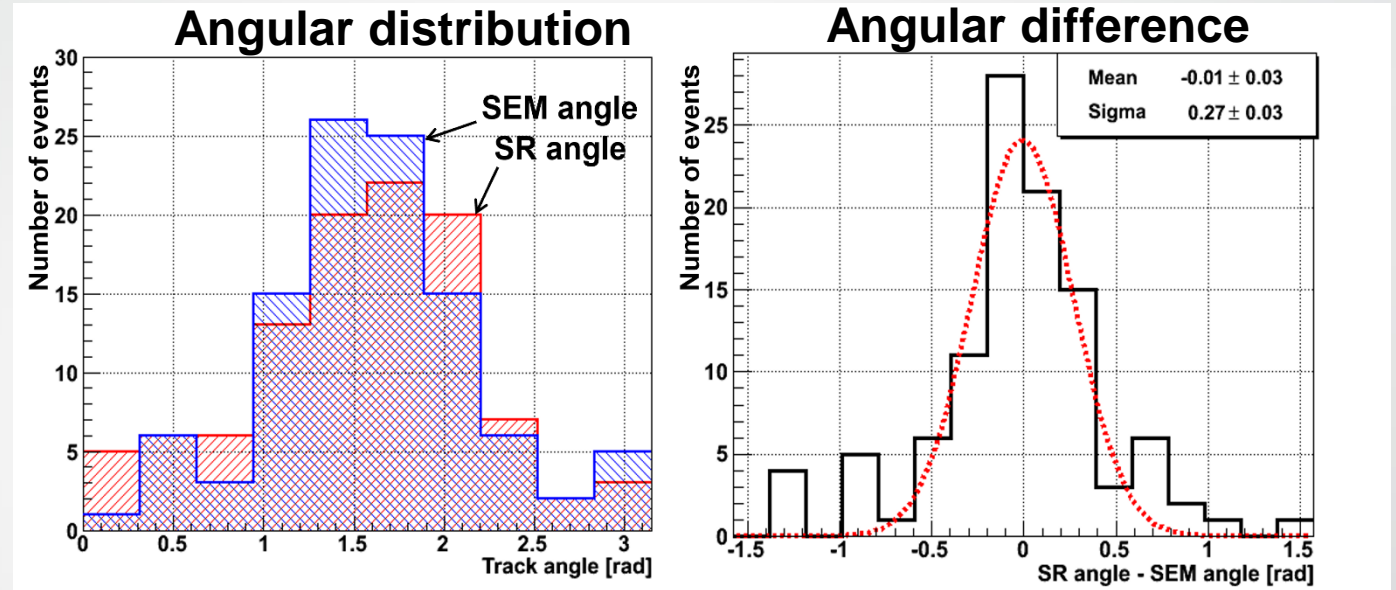 Angular distribution
Number of events
30
25
20
15
10
5
0
SEM angle
SR angle
0 0.5 1 1.5 2 2.5 3
Track angle [rad]
Angular difference
Number of events
25
20
15
10
5
0
Mean -0.01 ± 0.03
Sigma 0.27 ± 0.03
-1.5 -1 -0.5 0 0.5 1 1.5
SR angle - SEM angle [rad]